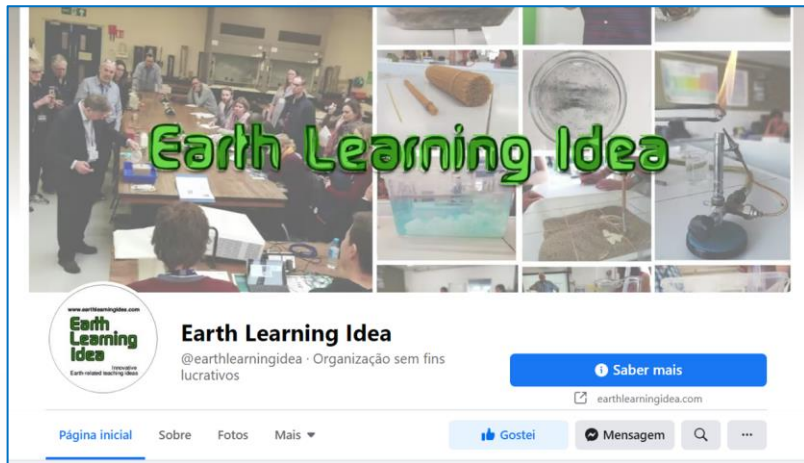 Earth Learning Idea
www.earthlearningidea.com
Earth
Learning
Idea
Innovative
Earth-related teaching ideas
Earth Learning Idea
@earthlearningidea · Organização sem fins
lucrativos
Saber mais
earthlearningidea.com
Página inicial Sobre Fotos Mais
Gostei Mensagem